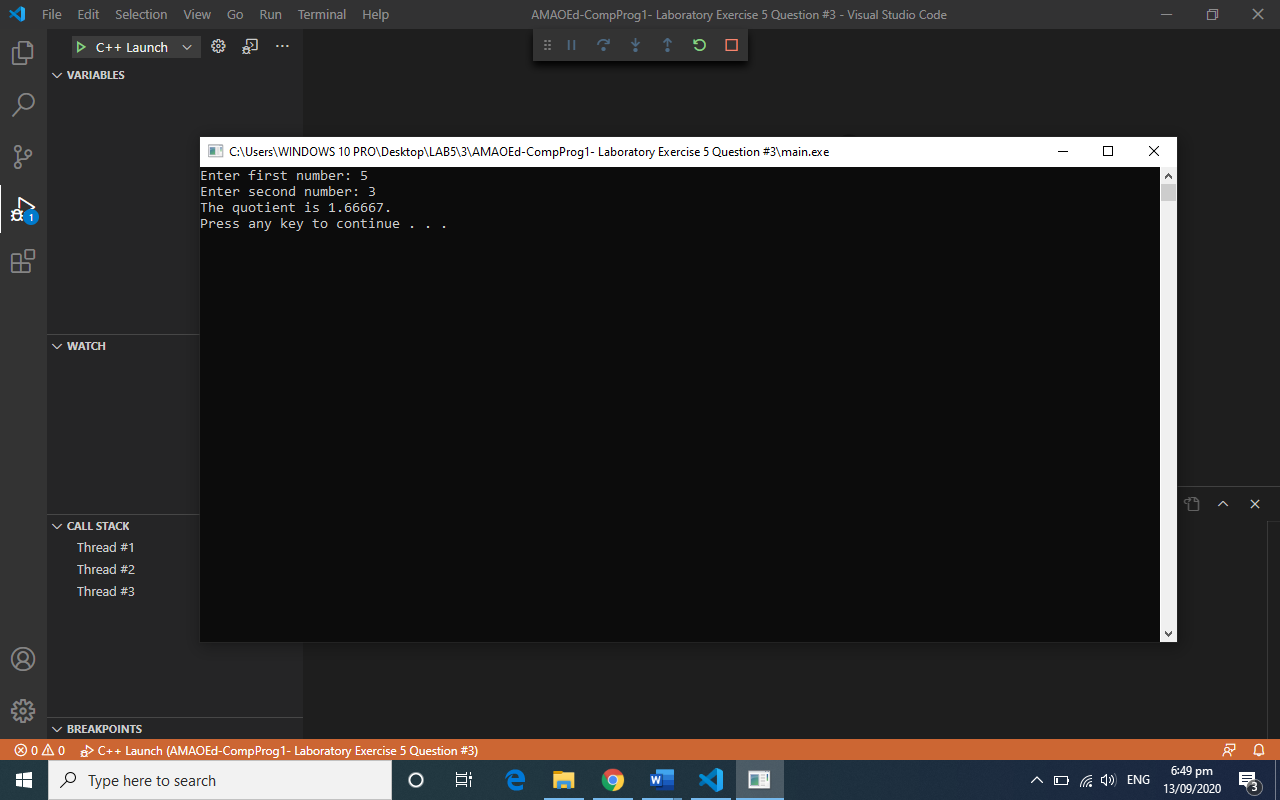 File Edit Selection View Go Run Terminal Help
AMAOEd-CompProg1- Laboratory Exercise 5 Question #3 - Visual Studio Code
C++ Launch
VARIABLES
C:\Users\WINDOWS 10 PRO\Desktop\LAB5\3\AMAOEd-CompProg1- Laboratory Exercise 5 Question #3\main.exe
Enter first number: 5
Enter second number: 3
The quotient is 1.66667.
Press any key to continue . . .
1
WATCH
CALL STACK
Thread #1
Thread #2
Thread #3
BREAKPOINTS
0 0 C++ Launch (AMAOEd-CompProg1- Laboratory Exercise 5 Question #3)
Type here to search
ENG
6:49 pm
13/09/2020
3